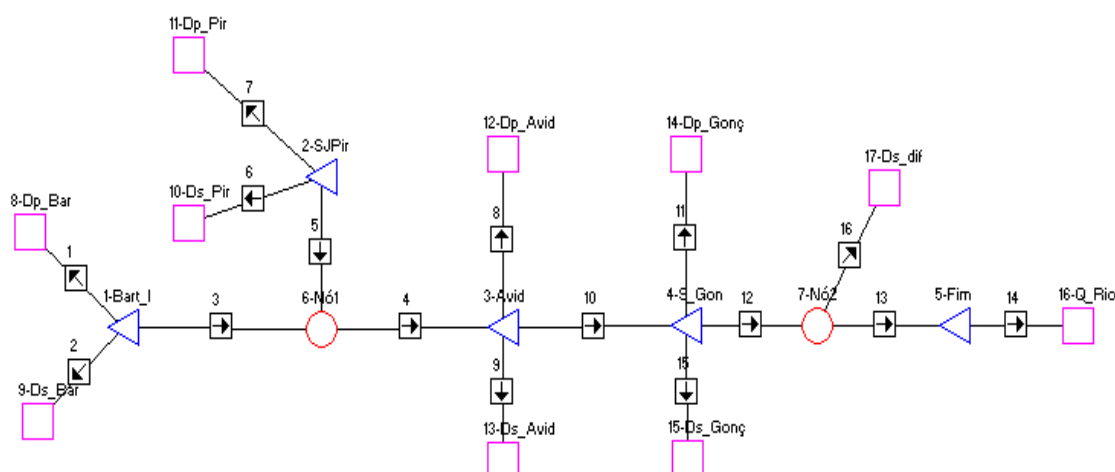 11-Dp_Pir
7
12-Dp_Avid
14-Dp_Gonç
2-SJPir
17-Ds_dif
6
10-Ds_Pir
8-Dp_Bar
5
8
11
16
1
1-Bart_I
3
6-Nó1
4
3-Avid
10
4-S_Gon
12
7-Nó2
13
5-Fim
14
16-Q_Rio
2
9
15
9-Ds_Bar
13-Ds_Avid
15-Ds_Gonç